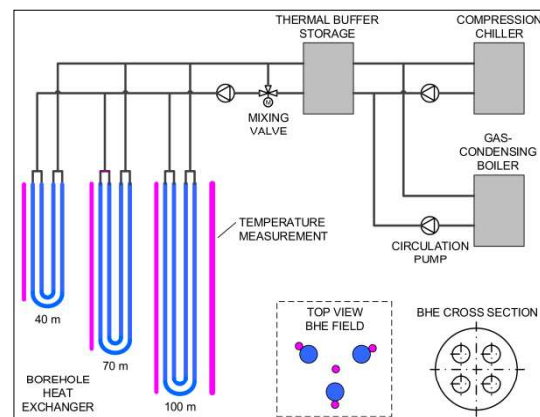 THERMAL BUFFER
STORAGE
COMPRESSION
CHILLER
M
MIXING
VALVE
GAS-
CONDENSING
BOILER
TEMPERATURE
MEASUREMENT
CIRCULATION
PUMP
40 m
70 m
100 m
BOREHOLE
HEAT
EXCHANGER
TOP VIEW
BHE FIELD
BHE CROSS SECTION